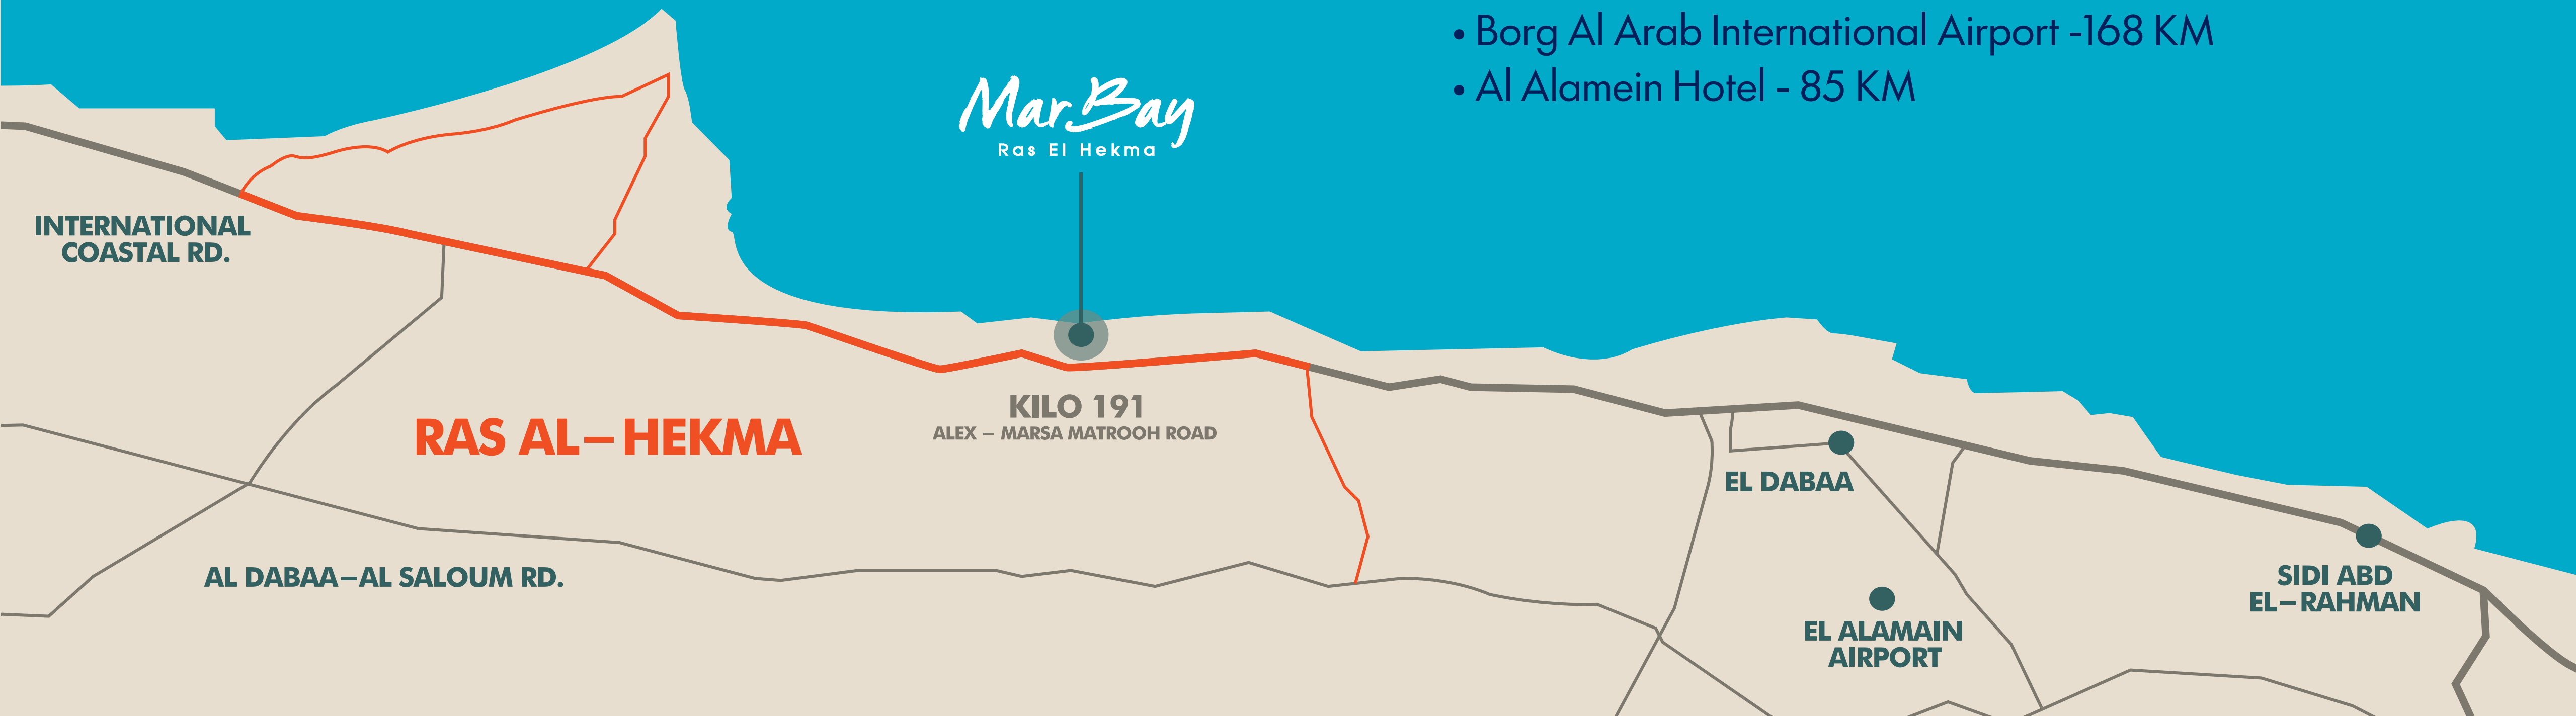 • Borg Al Arab International Airport -168 KM
• Al Alamein Hotel - 85 KM
MarBay
Ras El Hekma
INTERNATIONAL
COASTAL RD.
KILO 191
ALEX – MARSA MATROOH ROAD
RAS AL–HEKMA
EL DABAA
AL DABAA–AL SALOUM RD.
SIDI ABD
EL–RAHMAN
EL ALAMAIN
AIRPORT